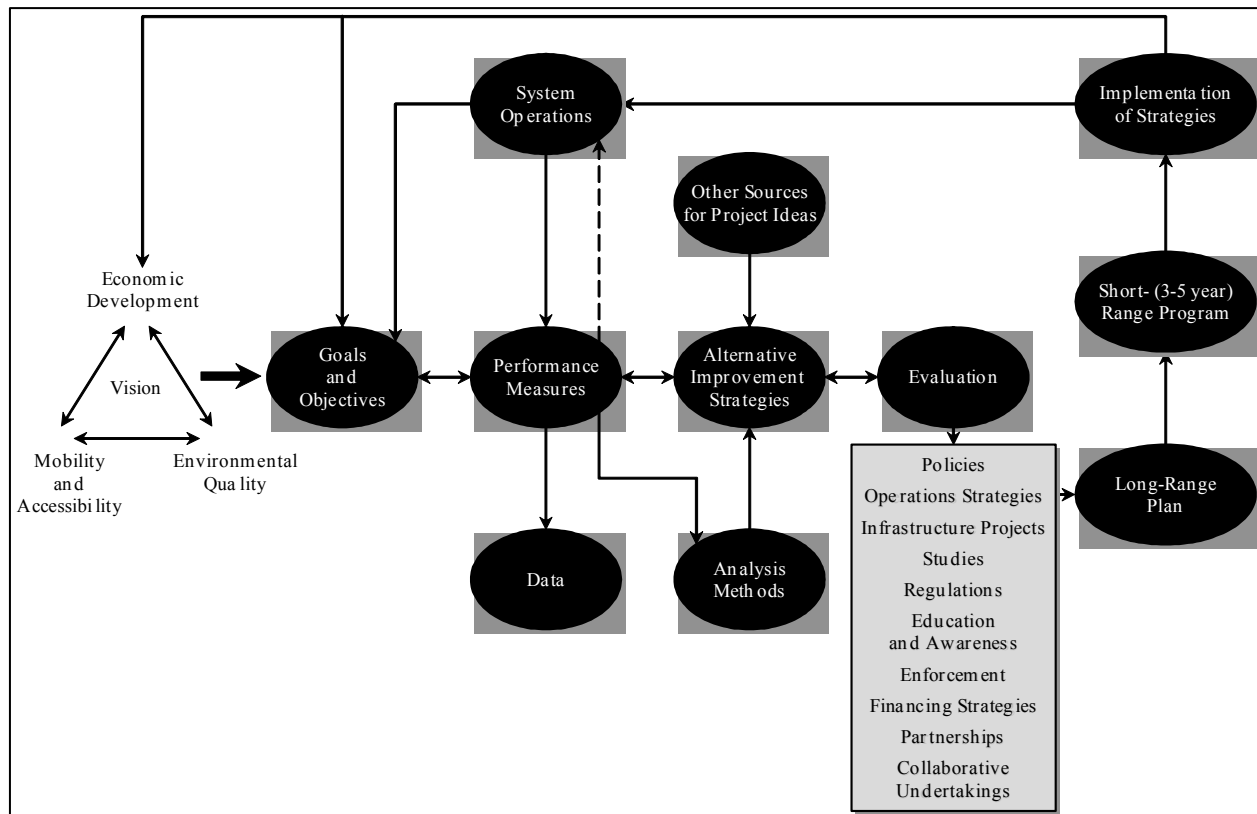 System
Operations
Implementation
of Strategies
Other Sources
for Project Ideas
Economic
Development
Short- (3-5 year)
Range Program
Vision
Goals
and
Objectives
Performance
Measures
Alternative
Improvement
Strategies
Evaluation
Mobility
and
Accessibility
Environmental
Quality
Policies
Operations Strategies
Infrastructure Projects
Studies
Regulations
Education
and Awareness
Enforcement
Financing Strategies
Partnerships
Collaborative
Undertakings
Long-Range
Plan
Data
Analysis
Methods